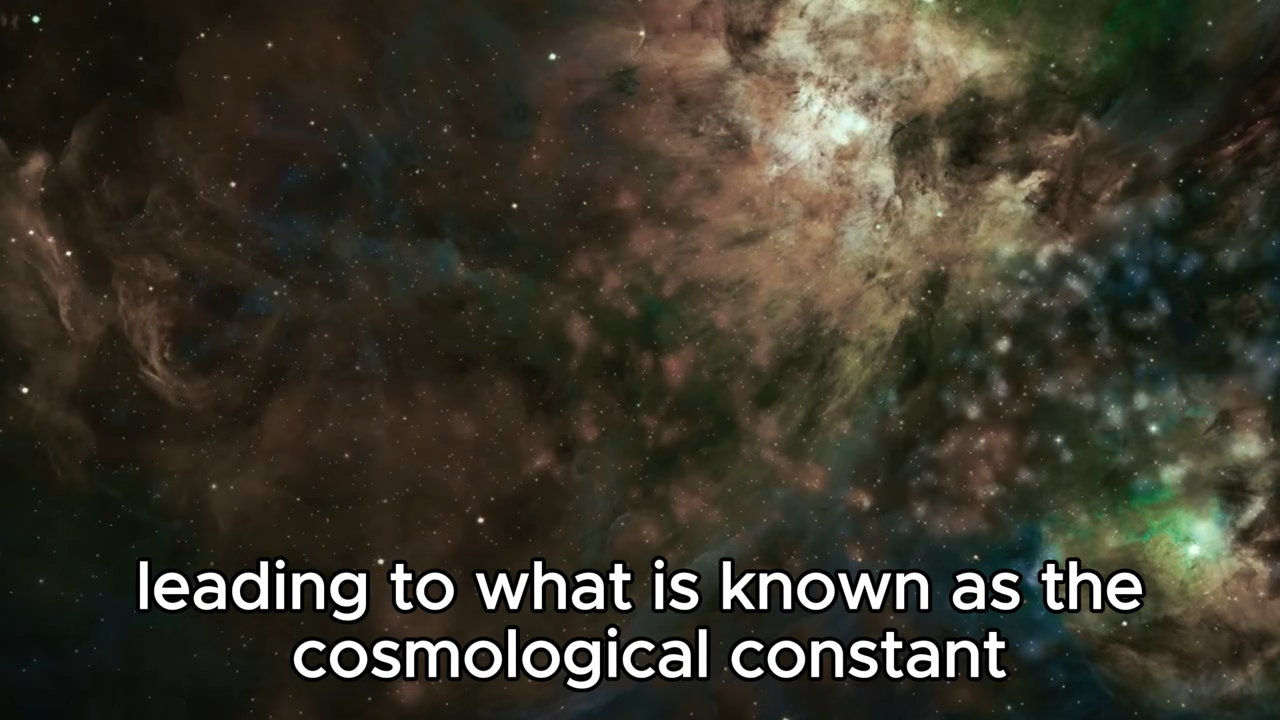 leading to what is known as the
cosmological constant